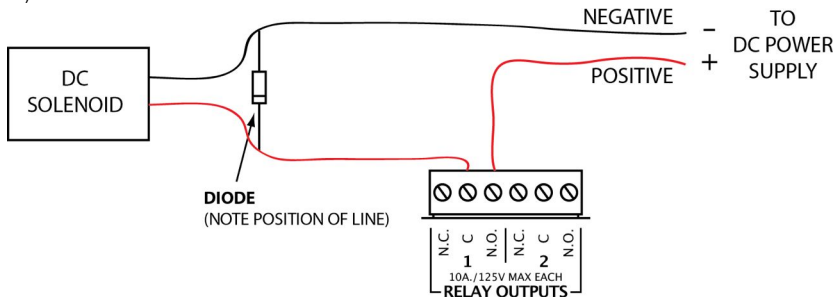 NEGATIVE
–
TO
DC POWER
SUPPLY
POSITIVE
+
DC
SOLENOID
DIODE
(NOTE POSITION OF LINE)
N.C. C N.O. N.C. C N.O.
1 2
10A./125V MAX EACH
RELAY OUTPUTS